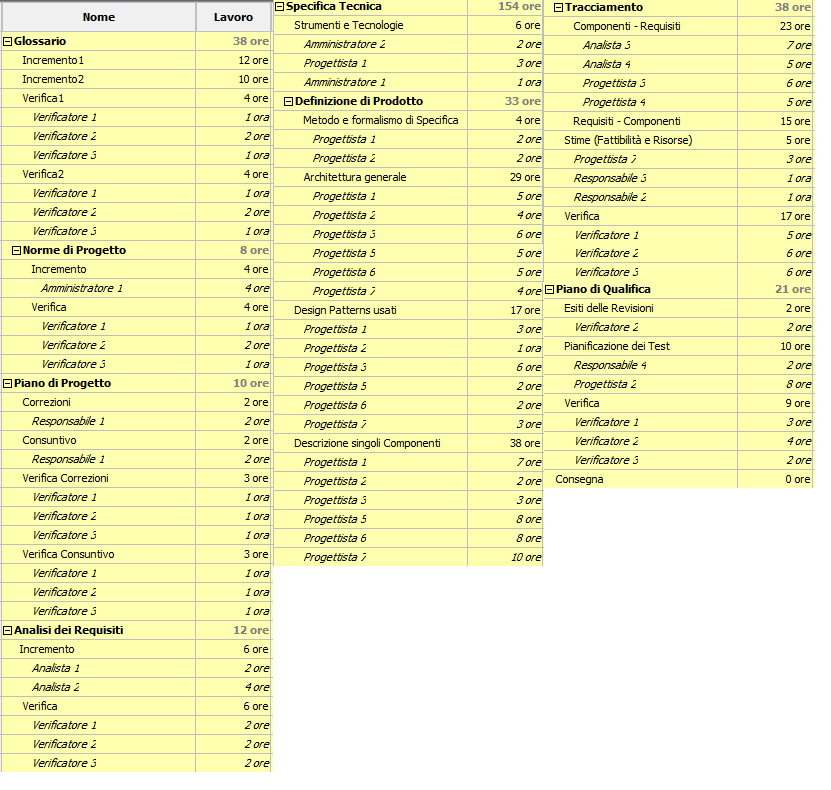 Nome Lavoro
Glossario 38 ore
Incremento1 12 ore
Incremento2 10 ore
Verifica1 4 ore
Verificatore 1 1 ora
Verificatore 2 2 ore
Verificatore 3 1 ora
Verifica2 4 ore
Verificatore 1 1 ora
Verificatore 2 2 ore
Verificatore 3 1 ora
Norme di Progetto 8 ore
Incremento 4 ore
Amministratore 1 4 ore
Verifica 4 ore
Verificatore 1 1 ora
Verificatore 2 2 ore
Verificatore 3 1 ora
Piano di Progetto 10 ore
Correzioni 2 ore
Responsabile 1 2 ore
Consuntivo 2 ore
Responsabile 1 2 ore
Verifica Correzioni 3 ore
Verificatore 1 1 ora
Verificatore 2 1 ora
Verificatore 3 1 ora
Verifica Consuntivo 3 ore
Verificatore 1 1 ora
Verificatore 2 1 ora
Verificatore 3 1 ora
Analisi dei Requisiti 12 ore
Incremento 6 ore
Analista 1 2 ore
Analista 2 4 ore
Verifica 6 ore
Verificatore 1 2 ore
Verificatore 2 2 ore
Verificatore 3 2 ore
Specifica Tecnica 154 ore
Strumenti e Tecnologie 6 ore
Amministratore 2 2 ore
Progettista 1 3 ore
Amministratore 1 1 ora
Definizione di Prodotto 33 ore
Metodo e formalismo di Specifica 4 ore
Progettista 1 2 ore
Progettista 2 2 ore
Architettura generale 29 ore
Progettista 1 5 ore
Progettista 2 4 ore
Progettista 3 6 ore
Progettista 5 5 ore
Progettista 6 5 ore
Progettista 7 4 ore
Design Patterns usati 17 ore
Progettista 1 3 ore
Progettista 2 1 ora
Progettista 3 6 ore
Progettista 5 2 ore
Progettista 6 2 ore
Progettista 7 3 ore
Descrizione singoli Componenti 38 ore
Progettista 1 7 ore
Progettista 2 2 ore
Progettista 3 3 ore
Progettista 5 8 ore
Progettista 6 8 ore
Progettista 7 10 ore
Tracciamento 38 ore
Componenti - Requisiti 23 ore
Analista 3 7 ore
Analista 4 5 ore
Progettista 3 6 ore
Progettista 4 5 ore
Requisiti - Componenti 15 ore
Stime (Fattibilità e Risorse) 5 ore
Progettista 7 3 ore
Responsabile 3 1 ora
Responsabile 2 1 ora
Verifica 17 ore
Verificatore 1 5 ore
Verificatore 2 6 ore
Verificatore 3 6 ore
Piano di Qualifica 21 ore
Esiti delle Revisioni 2 ore
Verificatore 2 2 ore
Pianificazione dei Test 10 ore
Responsabile 4 2 ore
Progettista 2 8 ore
Verifica 9 ore
Verificatore 1 3 ore
Verificatore 2 4 ore
Verificatore 3 2 ore
Consegna 0 ore